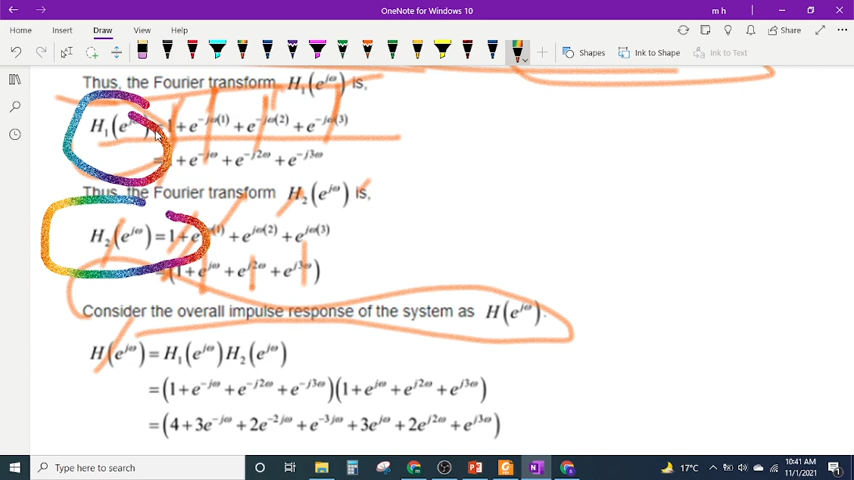 OneNote for Windows 10
m h
Home Insert Draw View Help
Share
Shapes Ink to Shape Ink to Text
Thus, the Fourier transform H₁(e^{jω}) is,
H₁(e^{jω}) = 1 + e^{-jω(1)} + e^{-jω(2)} + e^{-jω(3)}
= 1 + e^{-jω} + e^{-j2ω} + e^{-j3ω}
Thus, the Fourier transform H₂(e^{jω}) is,
H₂(e^{jω}) = 1 + e^{jω(1)} + e^{jω(2)} + e^{jω(3)}
= (1 + e^{jω} + e^{j2ω} + e^{j3ω})
Consider the overall impulse response of the system as H(e^{jω}).
H(e^{jω}) = H₁(e^{jω})H₂(e^{jω})
= (1 + e^{-jω} + e^{-j2ω} + e^{-j3ω})(1 + e^{jω} + e^{j2ω} + e^{j3ω})
= (4 + 3e^{-jω} + 2e^{-2jω} + e^{-3jω} + 3e^{jω} + 2e^{j2ω} + e^{j3ω})
Type here to search
17°C
10:41 AM
11/1/2021